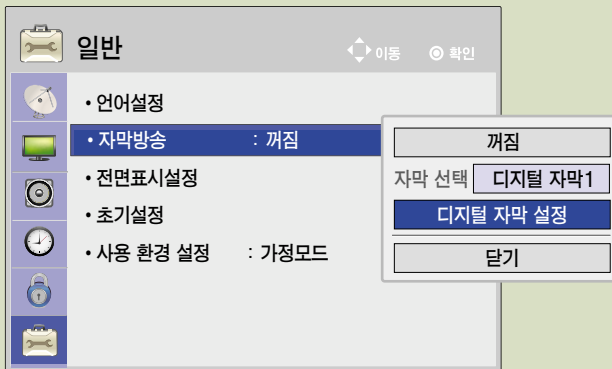 일반
이동 확인
• 언어설정
• 자막방송 : 꺼짐
• 전면표시설정
• 초기설정
• 사용 환경 설정 : 가정모드
꺼짐
자막 선택 디지털 자막1
디지털 자막 설정
닫기